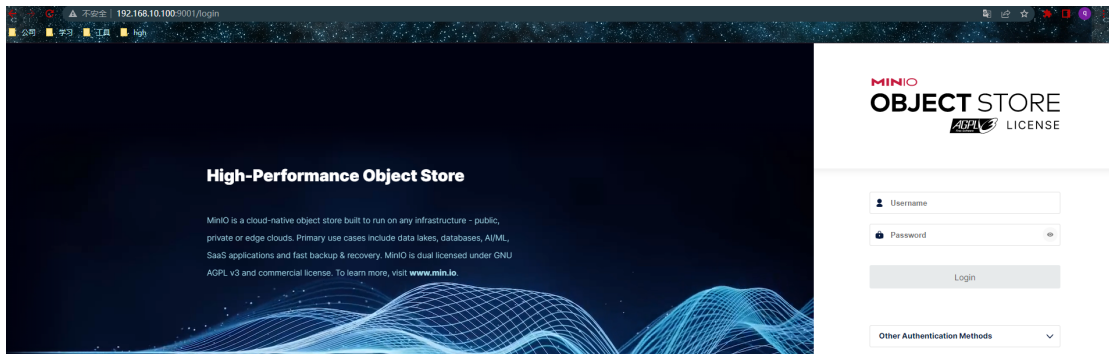 不安全 192.168.10.100:9001/login
公司 学习 工具 high
MINIO
OBJECT STORE
AGPL v3 LICENSE
High-Performance Object Store
MinIO is a cloud-native object store built to run on any infrastructure - public,
private or edge clouds. Primary use cases include data lakes, databases, AI/ML,
SaaS applications and fast backup & recovery. MinIO is dual licensed under GNU
AGPL v3 and commercial license. To learn more, visit www.min.io.
Username
Password
Login
Other Authentication Methods